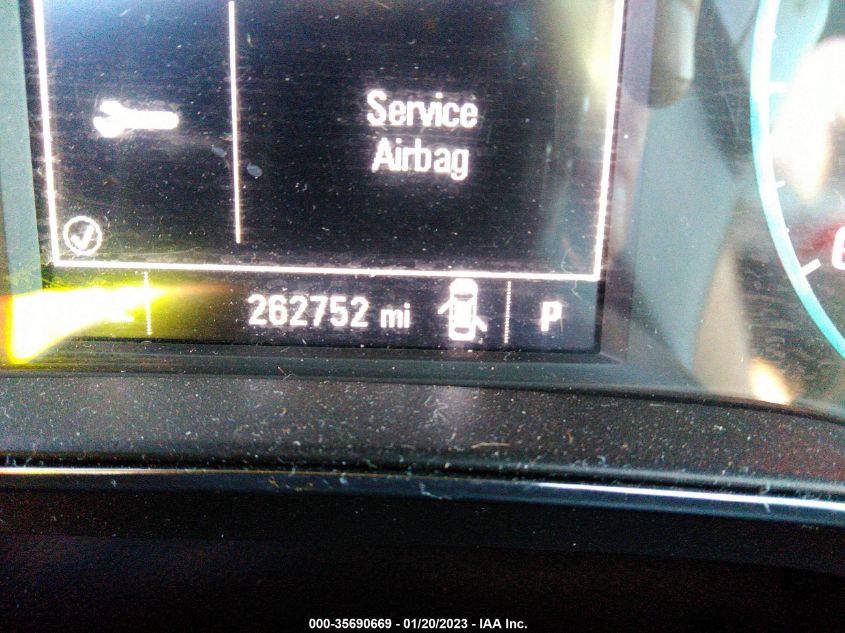 Service
Airbag
262752 mi P
000-35690669 - 01/20/2023 - IAA Inc.